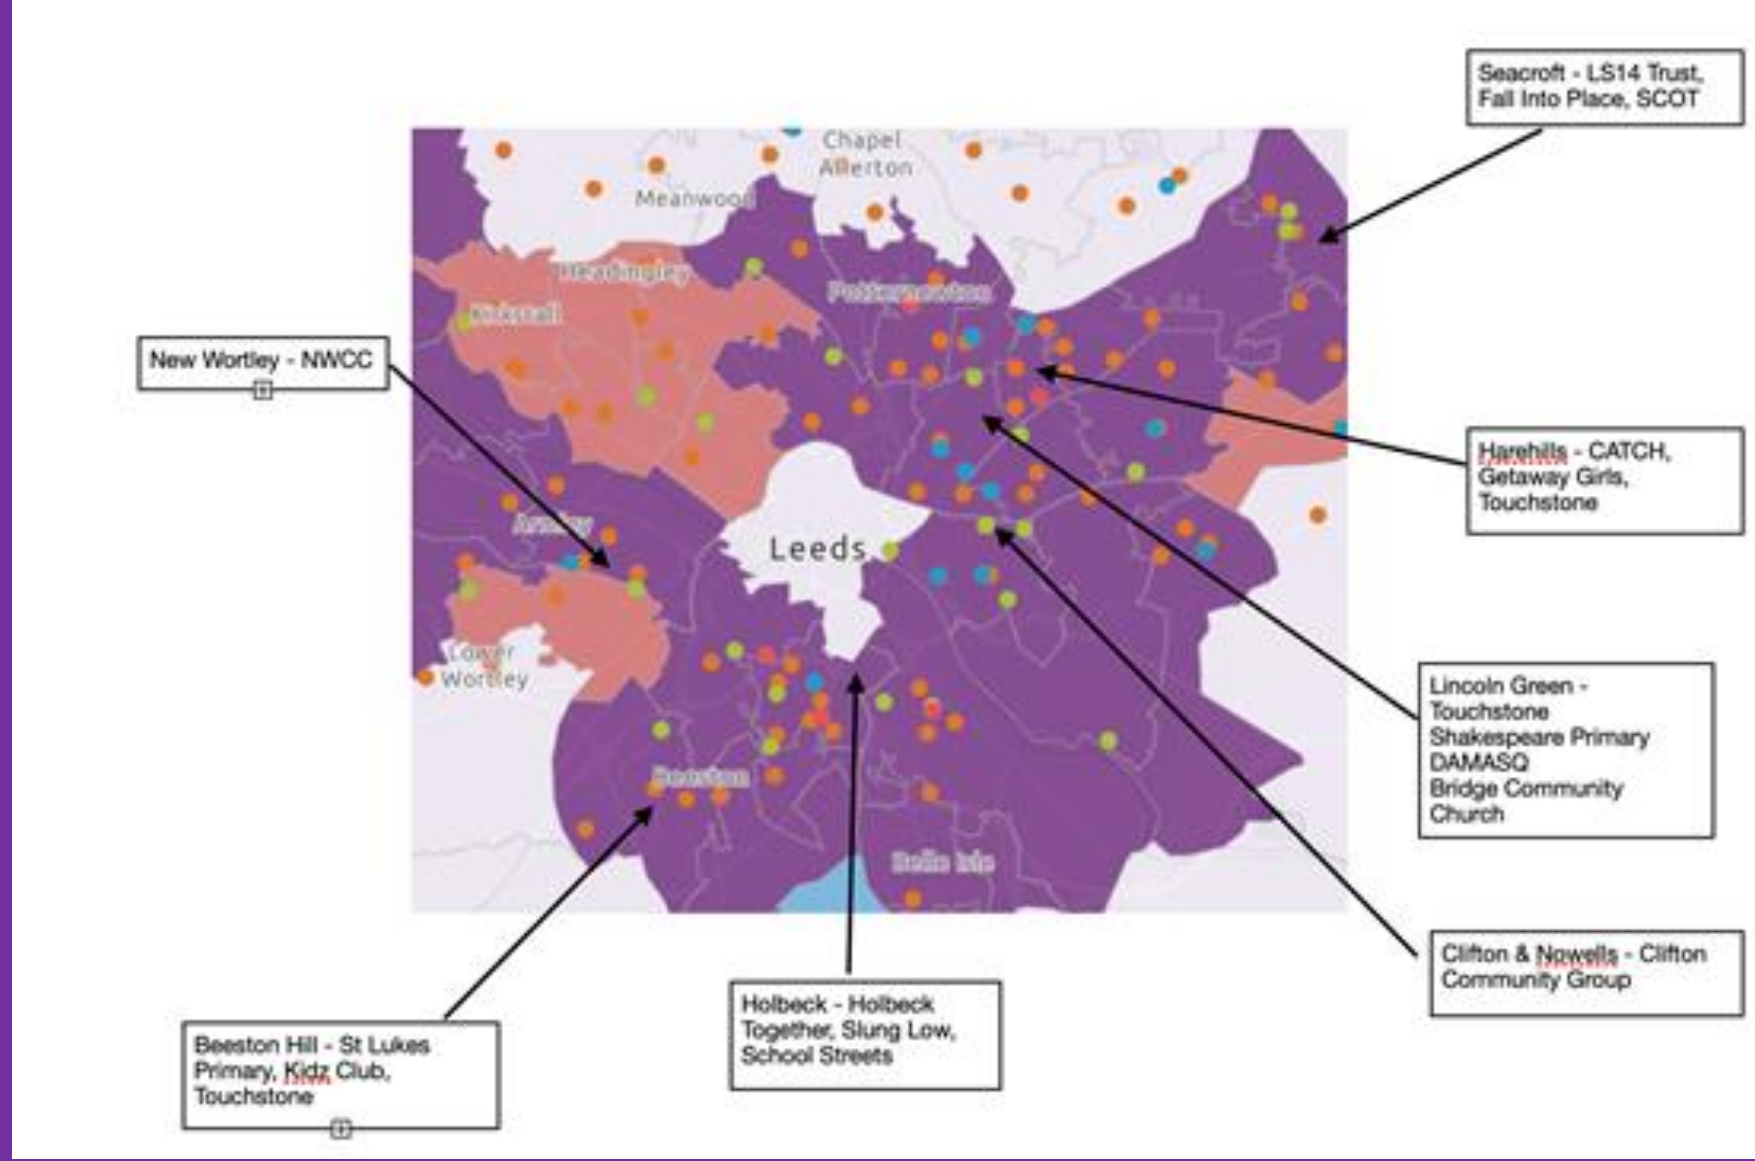 Seacroft - LS14 Trust,
Fall Into Place, SCOT
Chapel
Allerton
Meanwood
Headingley
Potternewton
Kirkstall
New Wortley - NWCC
Harehills - CATCH,
Getaway Girls,
Touchstone
Armley
Leeds
Lower
Wortley
Lincoln Green -
Touchstone
Shakespeare Primary
DAMASQ
Bridge Community
Church
Beeston
Belle Isle
Clifton & Nowells - Clifton
Community Group
Holbeck - Holbeck
Together, Slung Low,
School Streets
Beeston Hill - St Lukes
Primary, Kidz Club,
Touchstone